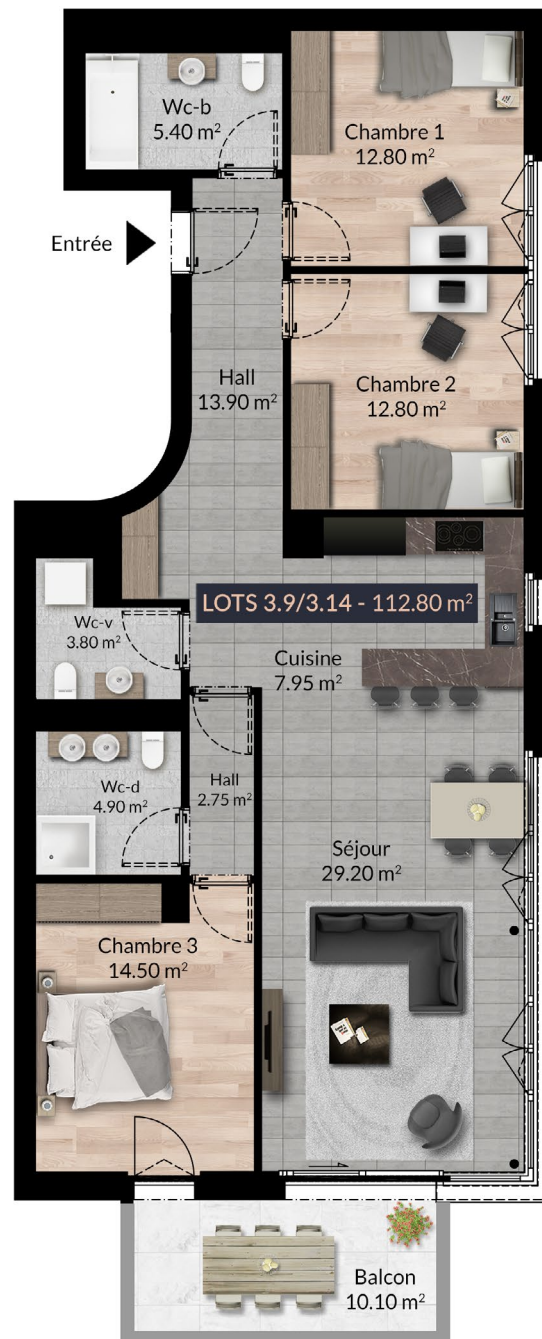 Wc-b
5.40 m²
Chambre 1
12.80 m²
Entrée
Hall
13.90 m²
Chambre 2
12.80 m²
LOTS 3.9/3.14 - 112.80 m²
Wc-v
3.80 m²
Cuisine
7.95 m²
Wc-d
4.90 m²
Hall
2.75 m²
Séjour
29.20 m²
Chambre 3
14.50 m²
Balcon
10.10 m²